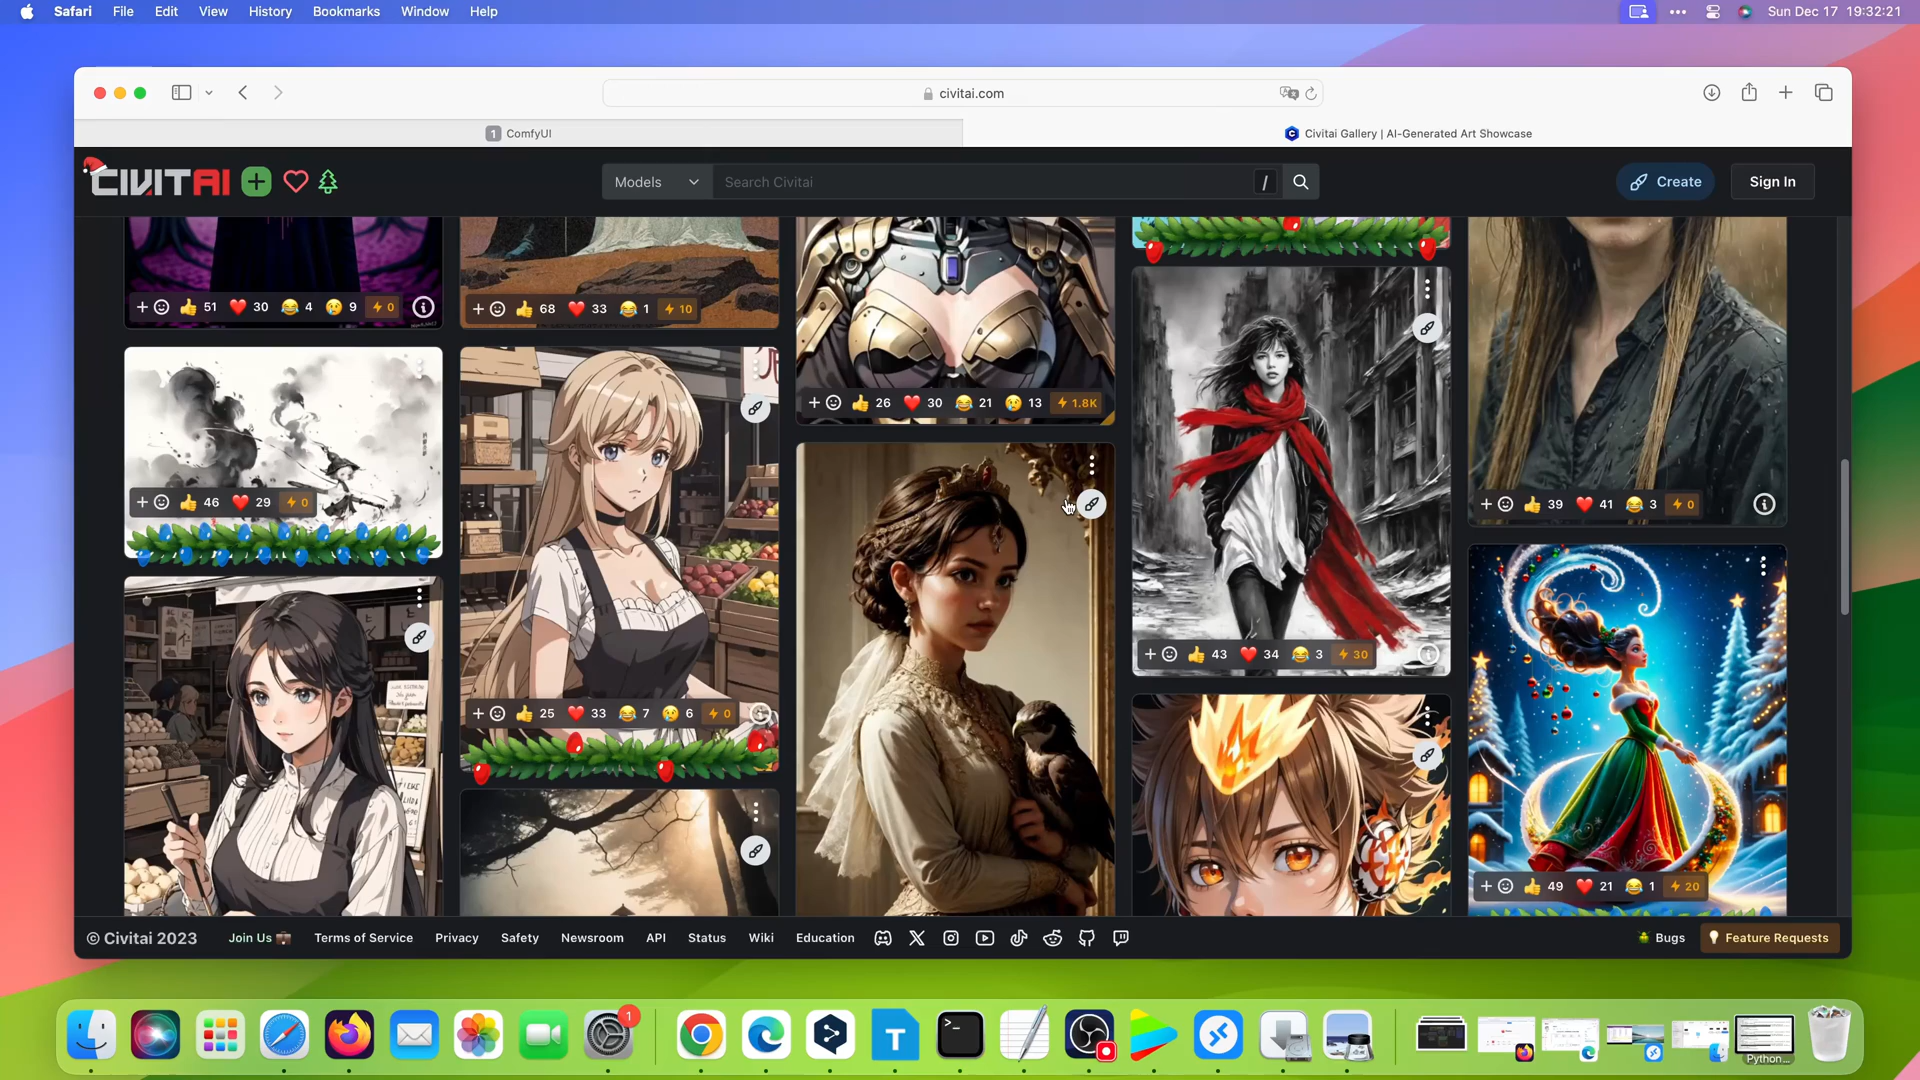 Safari File Edit View History Bookmarks Window Help
Sun Dec 17 19:32:21
civitai.com
1 ComfyUI
Civitai Gallery | AI-Generated Art Showcase
CIVITAI
Models
Search Civitai
/
Create
Sign In
51 30 4 9 0
68 33 1 10
26 30 21 13 1.8K
46 29 0
39 41 3 0
43 34 3 30
25 33 7 6 0
49 21 1 20
© Civitai 2023 Join Us Terms of Service Privacy Safety Newsroom API Status Wiki Education
Bugs
Feature Requests
1
T
>_
Python...